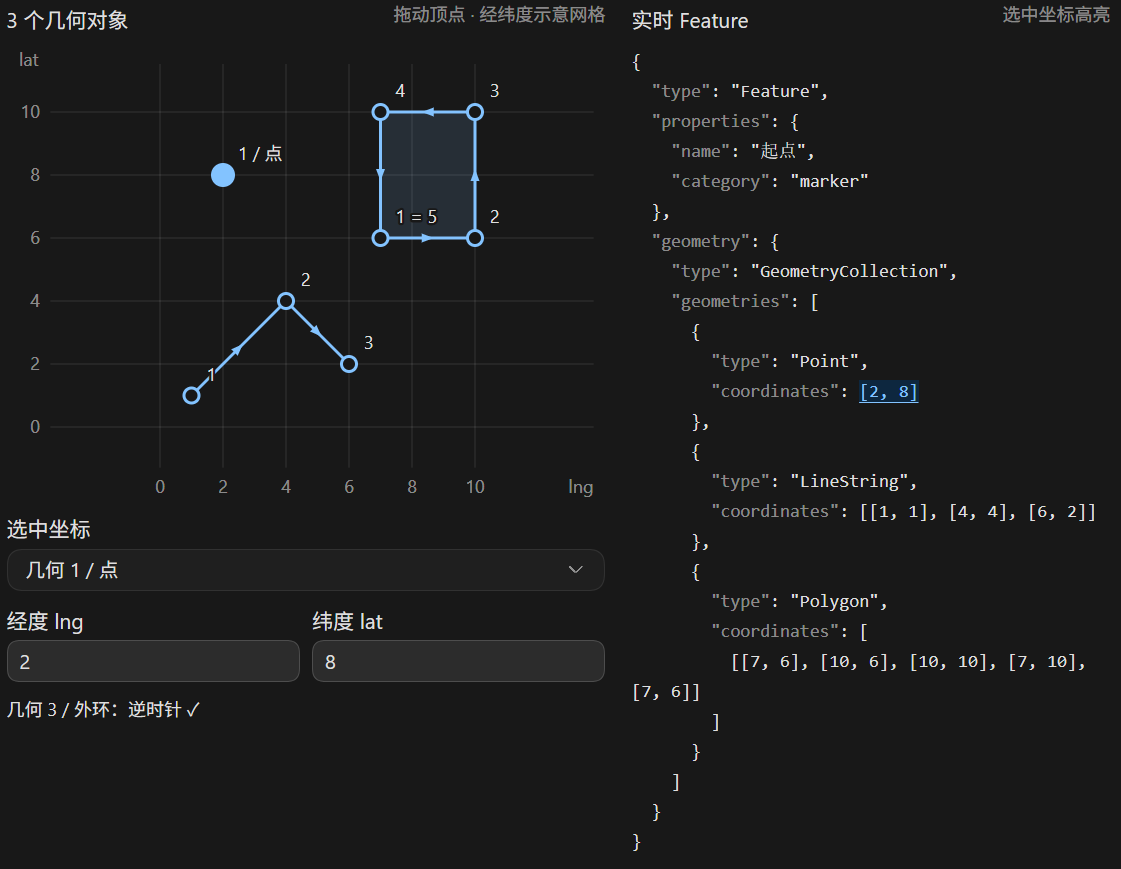 3 个几何对象
拖动顶点 · 经纬度示意网格
lat
10
8
6
4
2
0
0 2 4 6 8 10 lng
1 / 点
4
3
1 = 5
2
2
1
3
选中坐标
几何 1 / 点
经度 lng
纬度 lat
2
8
几何 3 / 外环：逆时针 ✓
实时 Feature
选中坐标高亮
{
"type": "Feature",
"properties": {
"name": "起点",
"category": "marker"
},
"geometry": {
"type": "GeometryCollection",
"geometries": [
{
"type": "Point",
"coordinates": [2, 8]
},
{
"type": "LineString",
"coordinates": [[1, 1], [4, 4], [6, 2]]
},
{
"type": "Polygon",
"coordinates": [
[[7, 6], [10, 6], [10, 10], [7, 10],
[7, 6]]
]
}
]
}
}